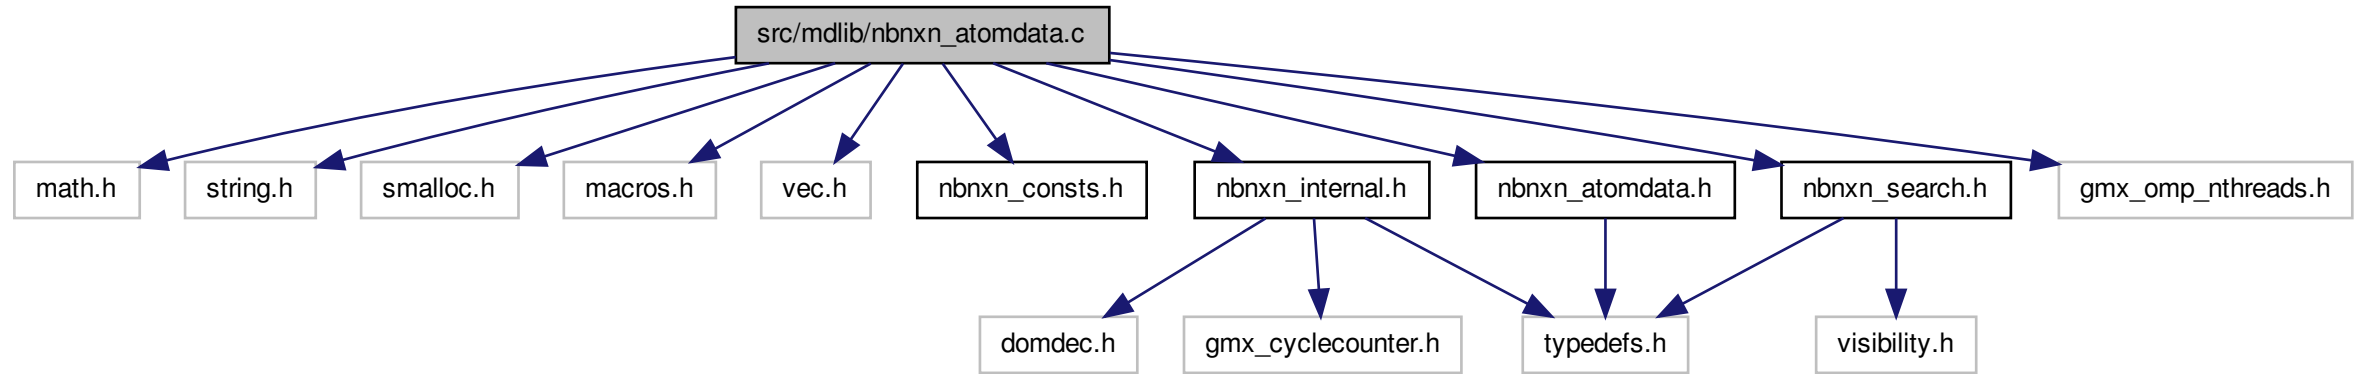 src/mdlib/nbnxn_atomdata.c
math.h
string.h
smalloc.h
macros.h
vec.h
nbnxn_consts.h
nbnxn_internal.h
nbnxn_atomdata.h
nbnxn_search.h
gmx_omp_nthreads.h
domdec.h
gmx_cyclecounter.h
typedefs.h
visibility.h